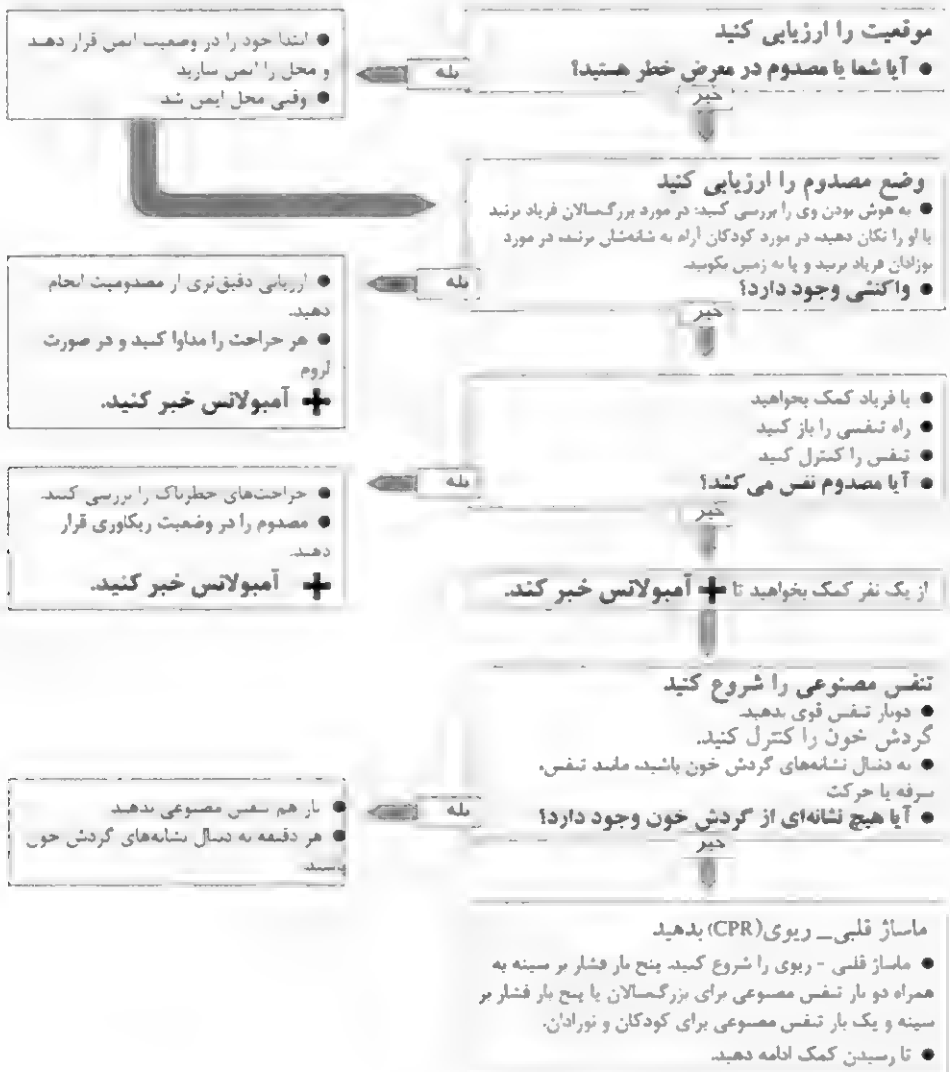 موقعیت را ارزیابی کنید
● آیا شما یا مصدوم در معرض خطر هستید؟
بله
● ابتدا خود را در وضعیت ایمن قرار دهید
و محل را ایمن سازید
● وقتی محل ایمن شد
خیر
وضع مصدوم را ارزیابی کنید
● به هوش بودن وی را بررسی کنید: در مورد بزرگسالان فریاد بزنید
یا او را تکان دهید، در مورد کودکان آرام به شانه‌شان بزنید، در مورد
نوزادان فریاد بزنید و یا به زمین بکوبید.
● واکنشی وجود دارد؟
بله
● ارزیابی دقیق‌تری از مصدومیت انجام
دهید.
● هر جراحت را مداوا کنید و در صورت
لزوم
آمبولانس خبر کنید.
خیر
● با فریاد کمک بخواهید
● راه تنفسی را باز کنید
● تنفس را کنترل کنید
● آیا مصدوم نفس می‌کشد؟
بله
● جراحت‌های خطرناک را بررسی کنید.
● مصدوم را در وضعیت ریکاوری قرار
دهید.
آمبولانس خبر کنید.
خیر
از یک نفر کمک بخواهید تا آمبولانس خبر کند.
تنفس مصنوعی را شروع کنید
● دوبار تنفس قوی بدهید.
گردش خون را کنترل کنید.
● به دنبال نشانه‌های گردش خون باشید، مانند تنفس،
سرفه یا حرکت
● آیا هیچ نشانه‌ای از گردش خون وجود دارد؟
بله
● باز هم تنفس مصنوعی بدهید
● هر دقیقه به دنبال نشانه‌های گردش خون
خیر
ماساژ قلبی_ ریوی(CPR) بدهید
● ماساژ قلبی - ریوی را شروع کنید. پنج بار فشار بر سینه به
همراه دو بار تنفس مصنوعی برای بزرگسالان یا پنج بار فشار بر
سینه و یک بار تنفس مصنوعی برای کودکان و نوزادان.
● تا رسیدن کمک ادامه دهید.